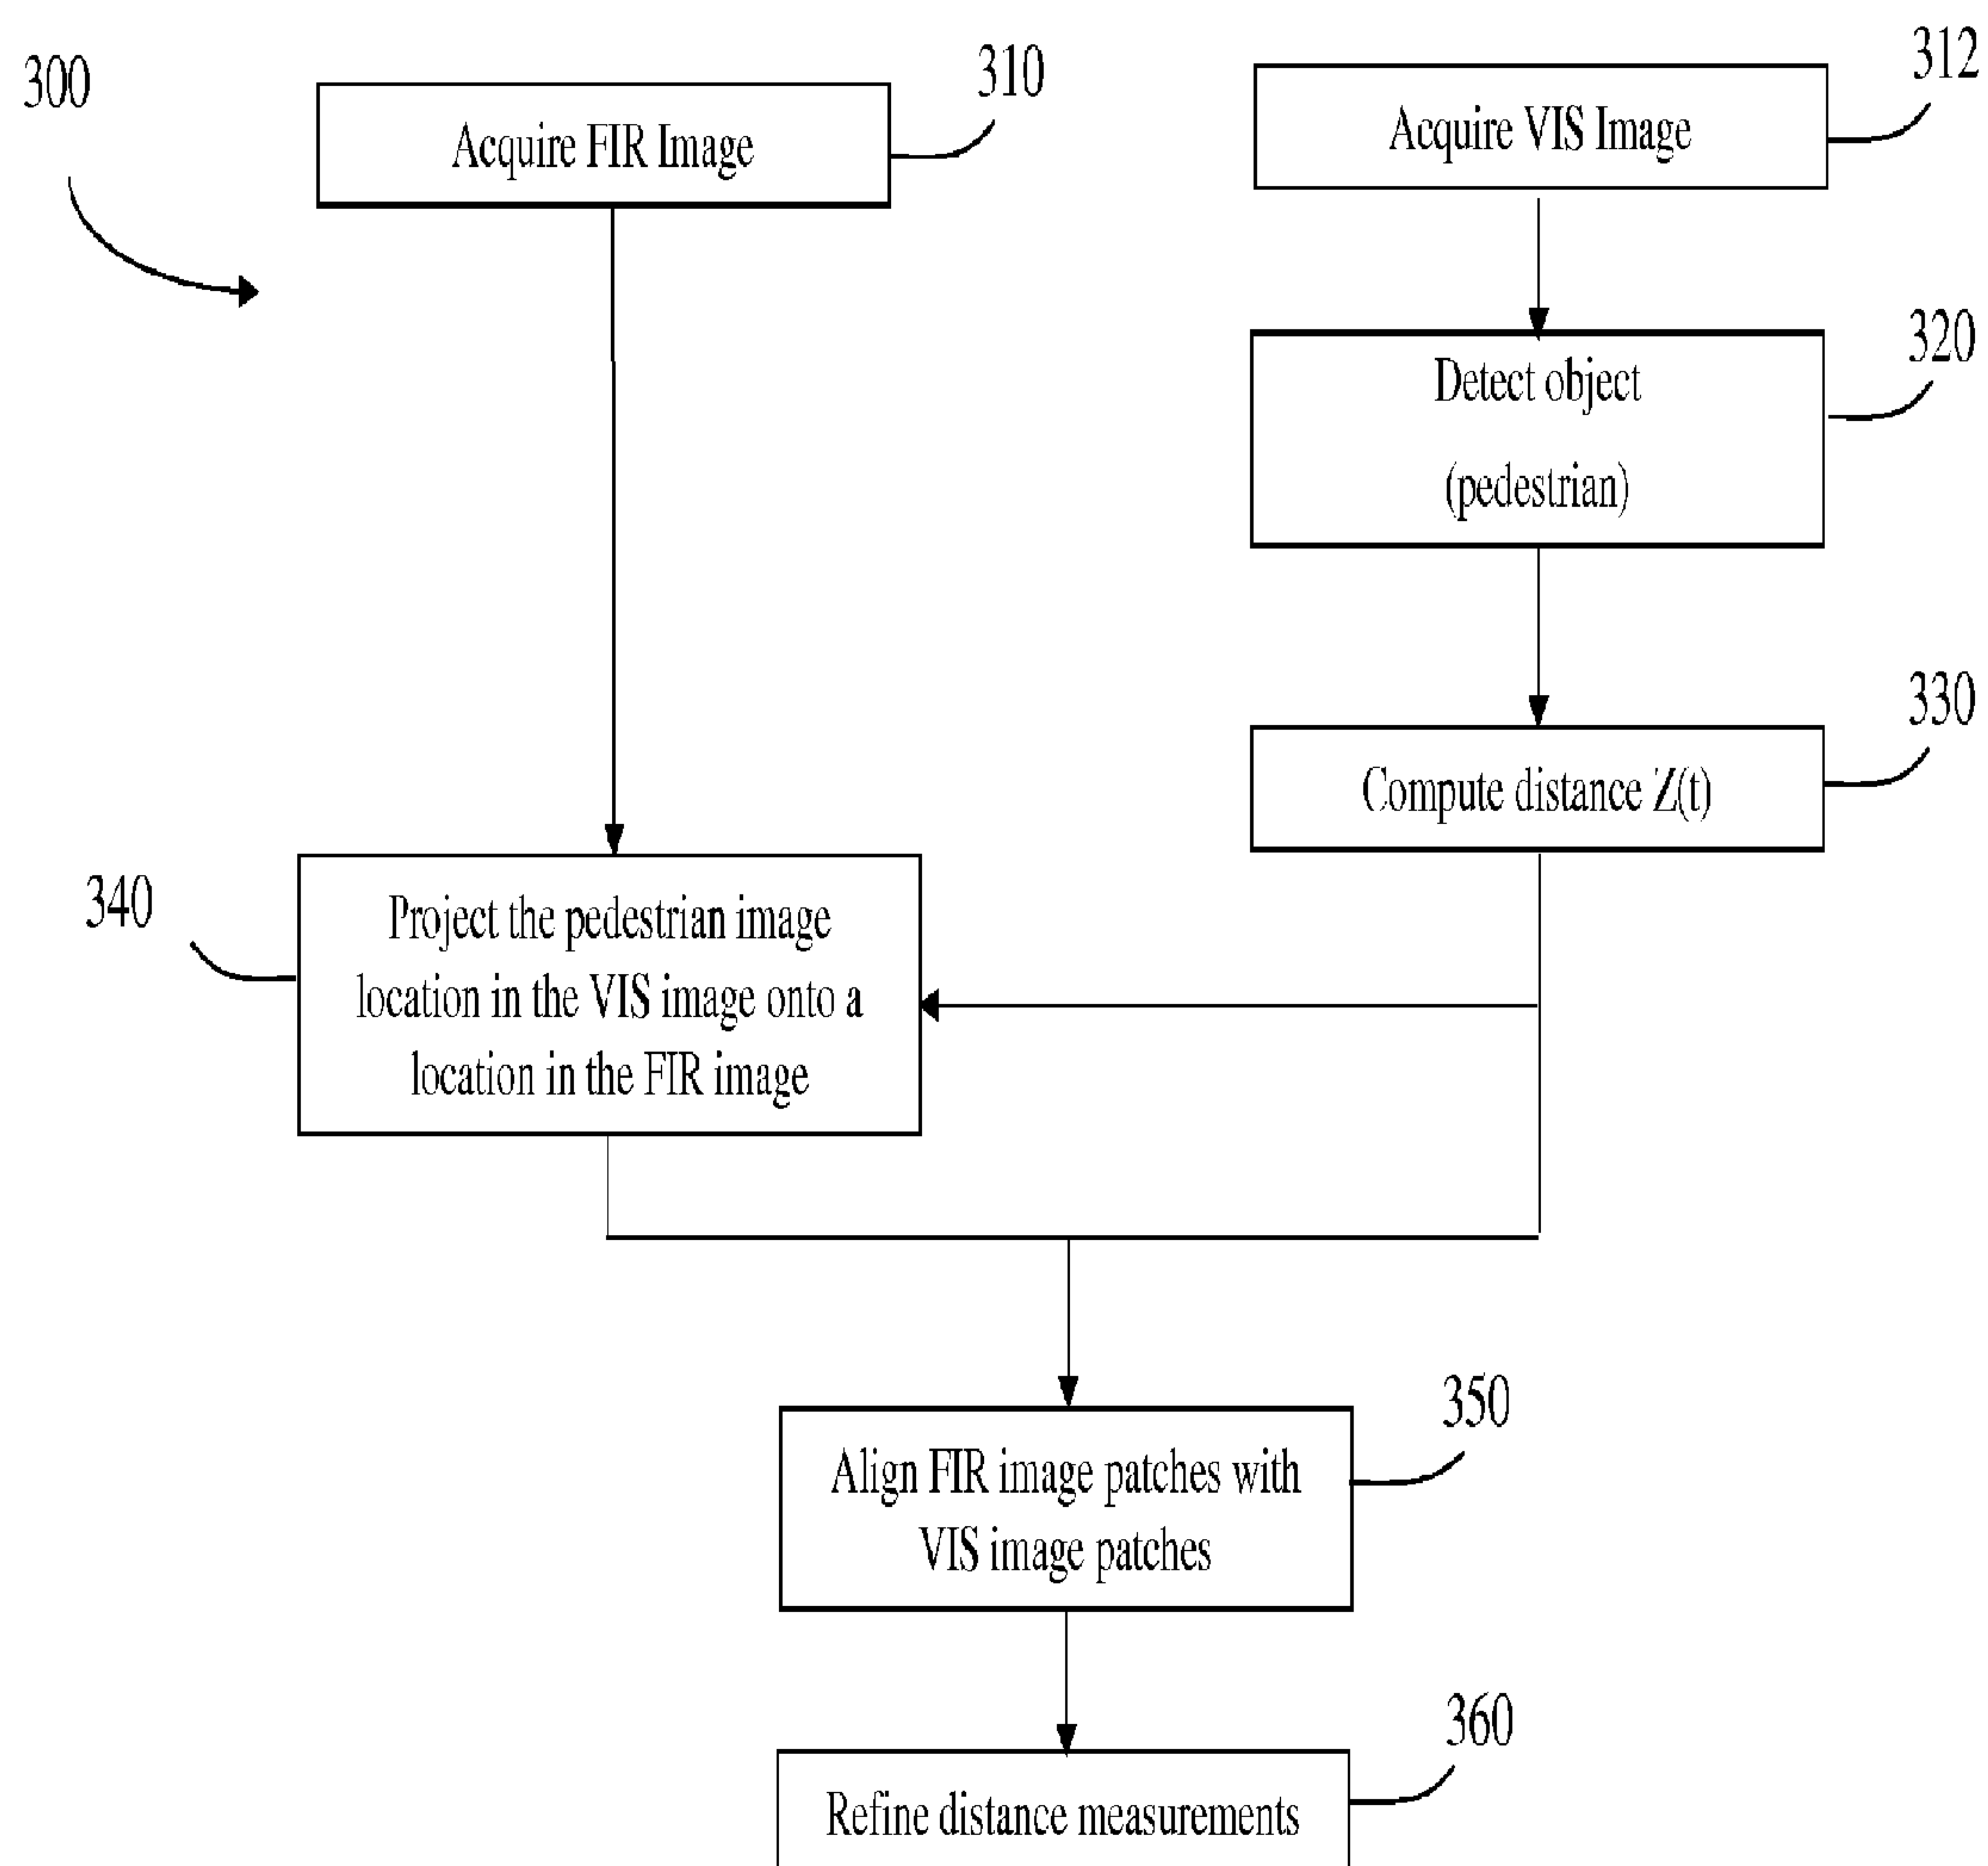 300
310
312
Acquire FIR Image
Acquire VIS Image
320
Detect object
(pedestrian)
330
Compute distance Z(t)
340
Project the pedestrian image
location in the VIS image onto a
location in the FIR image
350
Align FIR image patches with
VIS image patches
360
Refine distance measurements